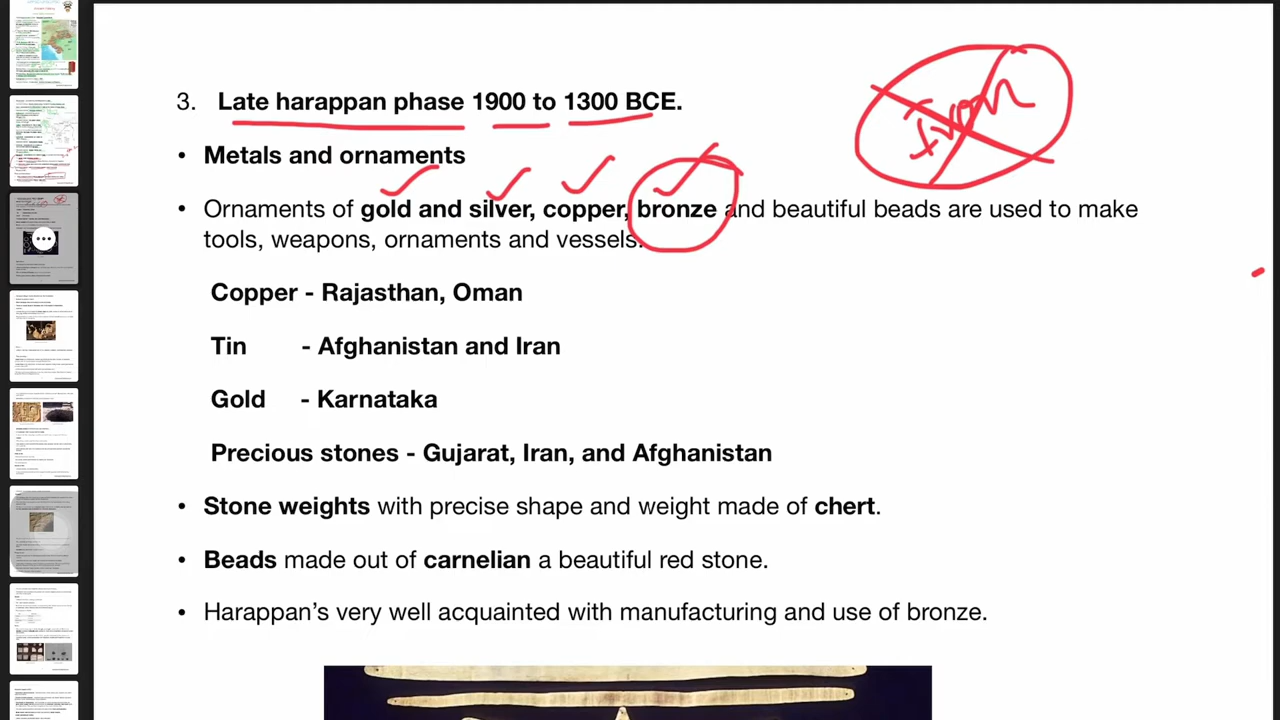 3. Late harappan phase 1900 to 1300 BCE.
Iron
• Metals and ornaments
• Ornaments of gold and silver, copper, bronze and beautiful beads are used to make
tools, weapons, ornaments and vessels.
Copper - Rajasthan, Oman
Tin - Afghanistan and Iran
Gold - Karnataka
Precious stones - Gujarat, Iran, and Afghanistan
• Stone weights with precise shape and weight made of chert.
• Beads made out of carnelian a beautiful red stone.
• Harappan’s very well acquainted with manufacturing and use of bronze.